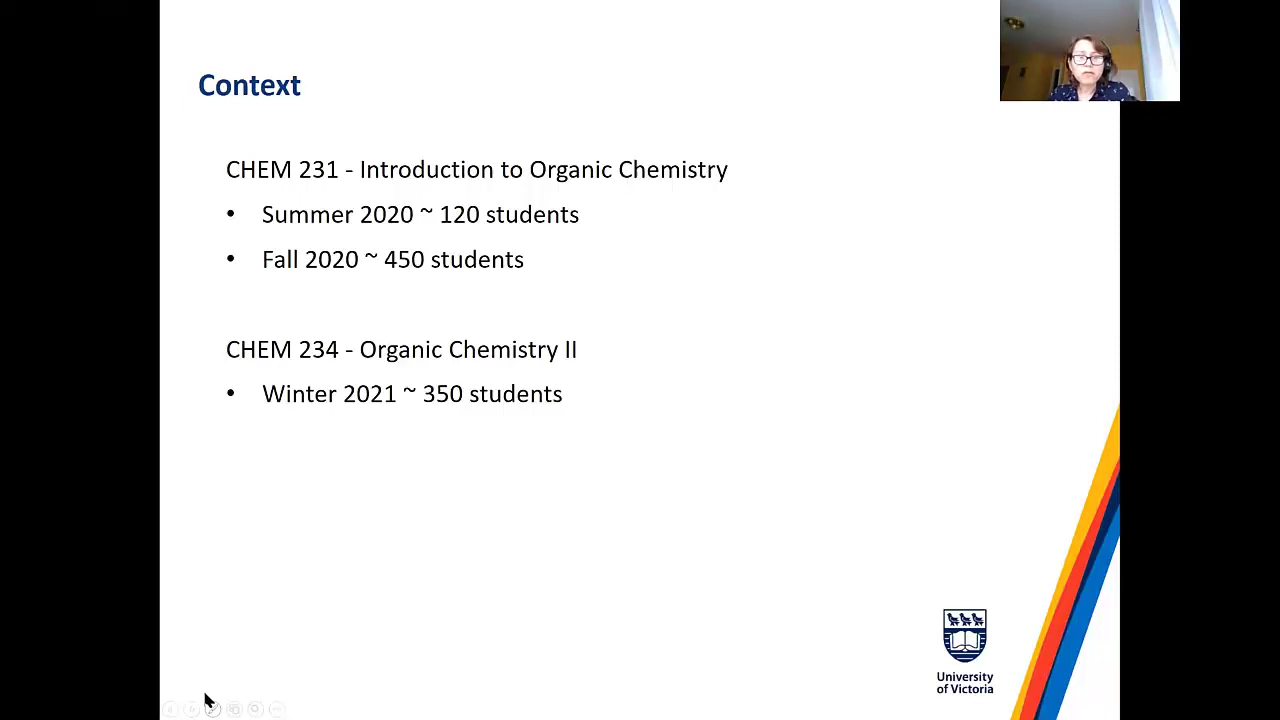 Context
CHEM 231 - Introduction to Organic Chemistry
• Summer 2020 ~ 120 students
• Fall 2020 ~ 450 students
CHEM 234 - Organic Chemistry II
• Winter 2021 ~ 350 students
University
of Victoria